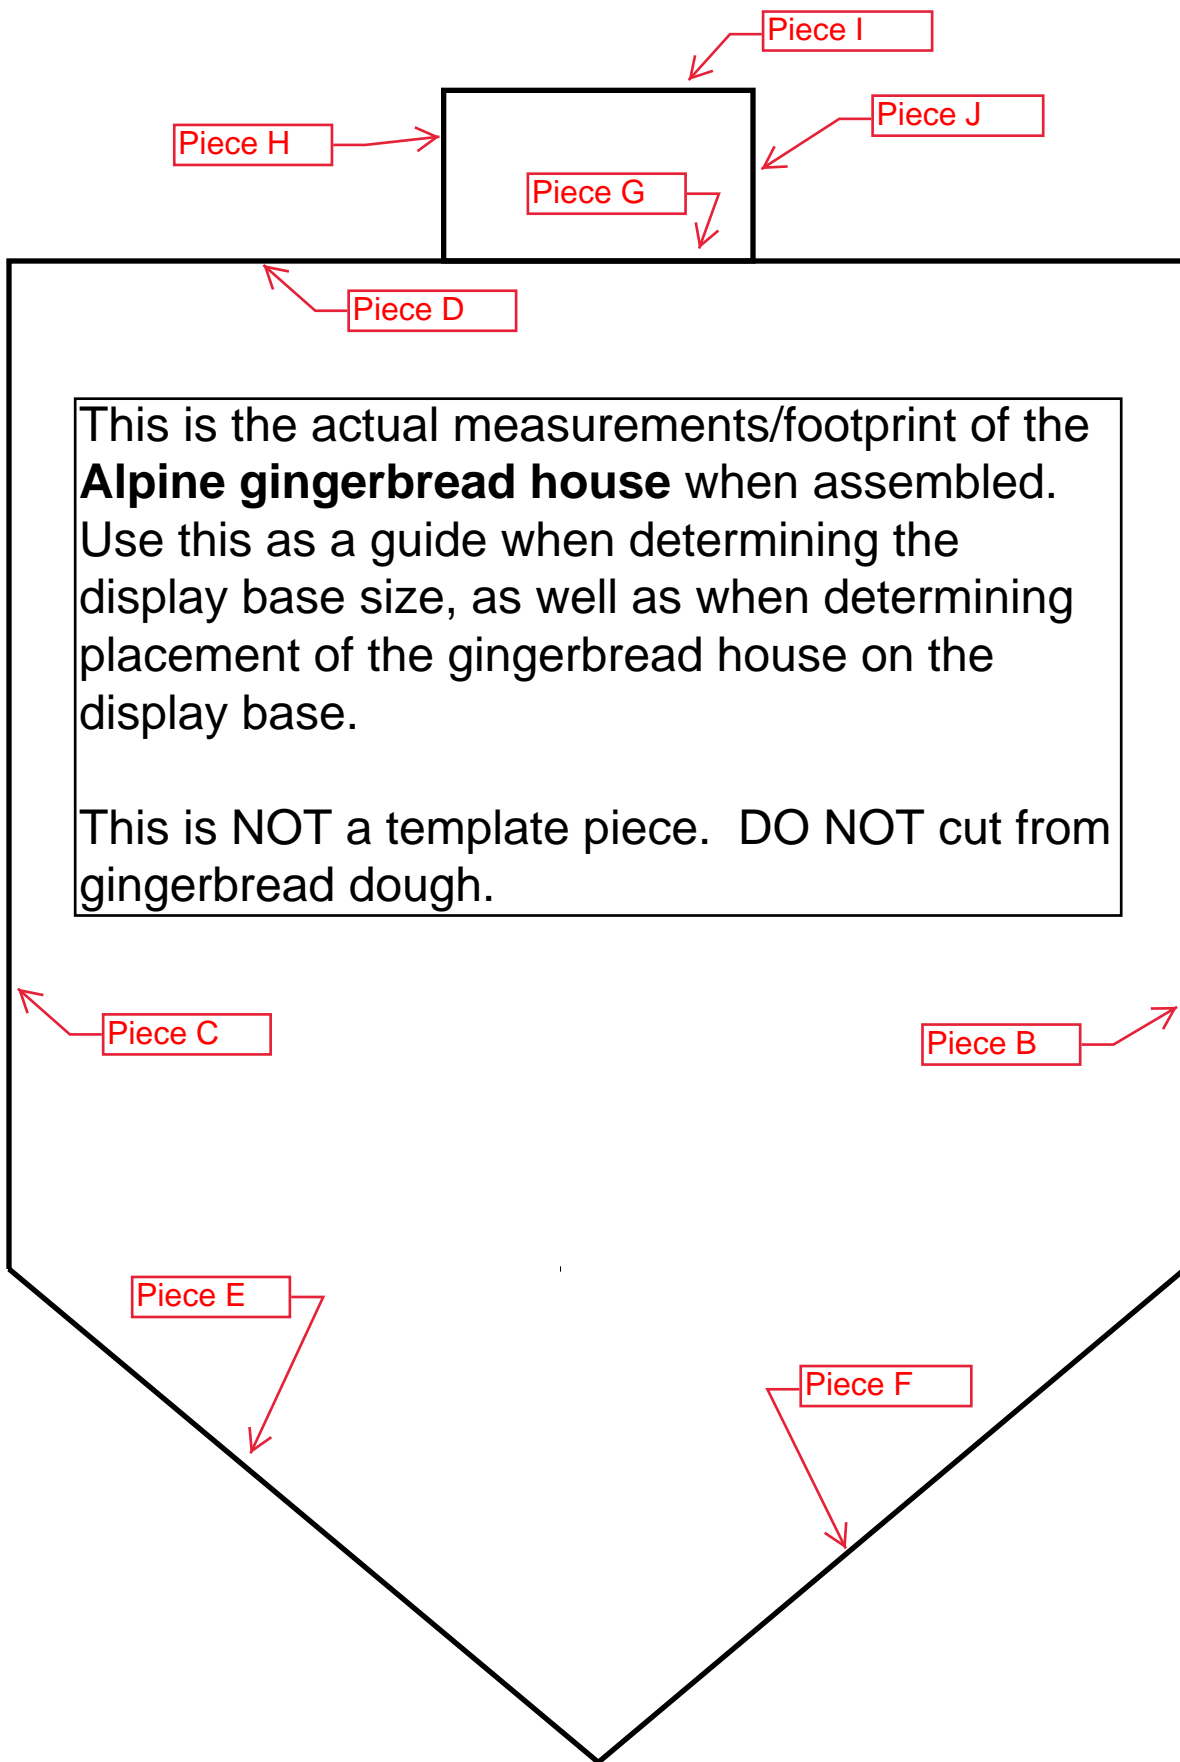 Piece I
Piece J
Piece H
Piece G
Piece D
This is the actual measurements/footprint of the
Alpine gingerbread house when assembled.
Use this as a guide when determining the
display base size, as well as when determining
placement of the gingerbread house on the
display base.
This is NOT a template piece.  DO NOT cut from
gingerbread dough.
Piece C
Piece B
Piece E
Piece F